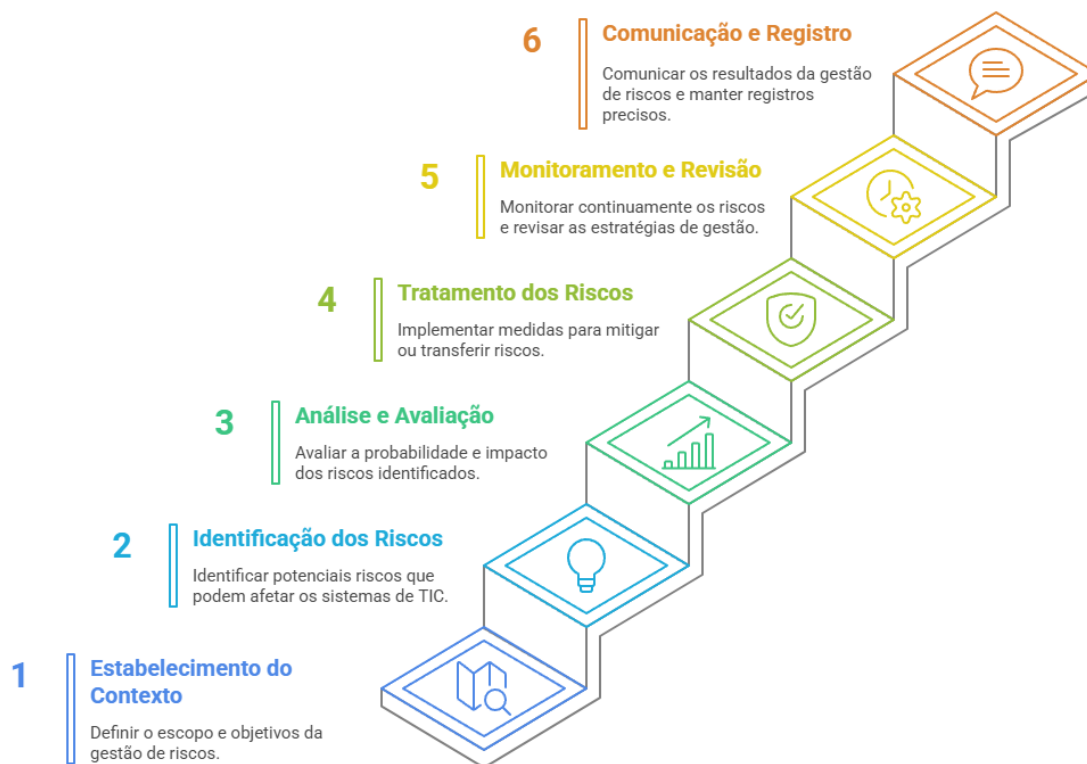 6
Comunicação e Registro
Comunicar os resultados da gestão
de riscos e manter registros
precisos.
5
Monitoramento e Revisão
Monitorar continuamente os riscos
e revisar as estratégias de gestão.
4
Tratamento dos Riscos
Implementar medidas para mitigar
ou transferir riscos.
3
Análise e Avaliação
Avaliar a probabilidade e impacto
dos riscos identificados.
2
Identificação dos Riscos
Identificar potenciais riscos que
podem afetar os sistemas de TIC.
1
Estabelecimento do
Contexto
Definir o escopo e objetivos da
gestão de riscos.